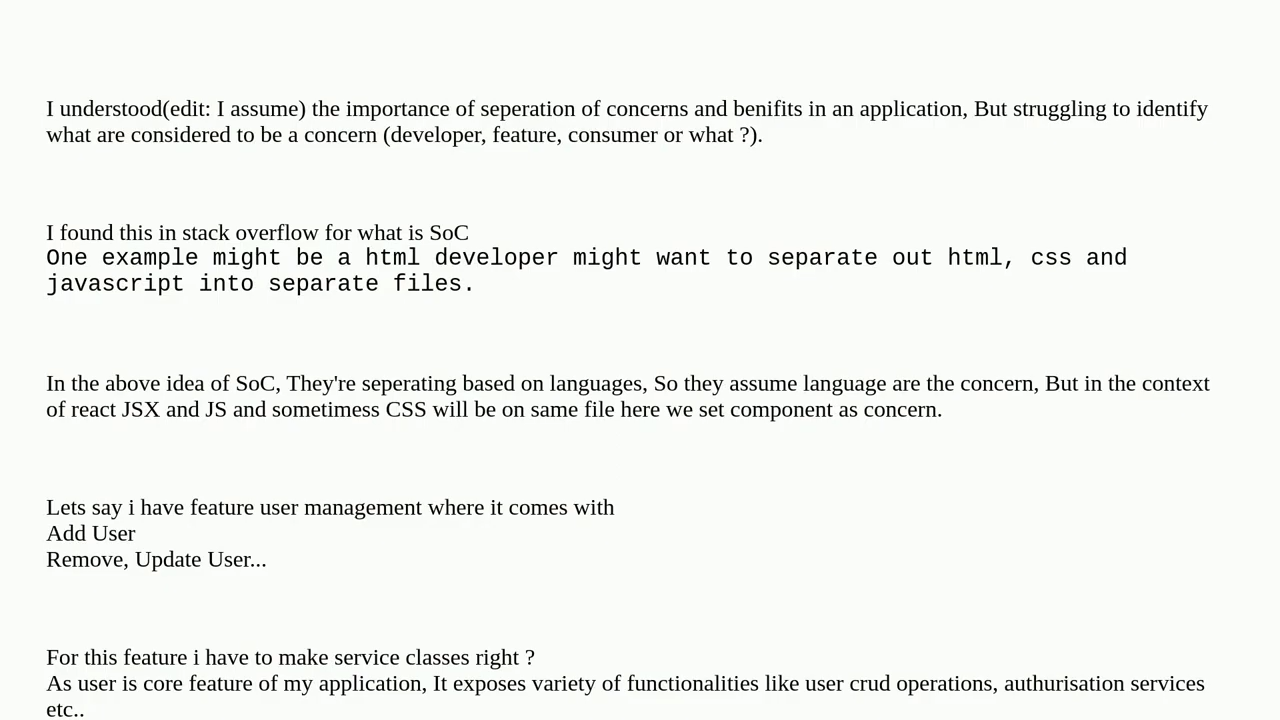 I understood(edit: I assume) the importance of seperation of concerns and benifits in an application, But struggling to identify
what are considered to be a concern (developer, feature, consumer or what ?).
I found this in stack overflow for what is SoC
One example might be a html developer might want to separate out html, css and
javascript into separate files.
In the above idea of SoC, They're seperating based on languages, So they assume language are the concern, But in the context
of react JSX and JS and sometimess CSS will be on same file here we set component as concern.
Lets say i have feature user management where it comes with
Add User
Remove, Update User...
For this feature i have to make service classes right ?
As user is core feature of my application, It exposes variety of functionalities like user crud operations, authurisation services
etc..